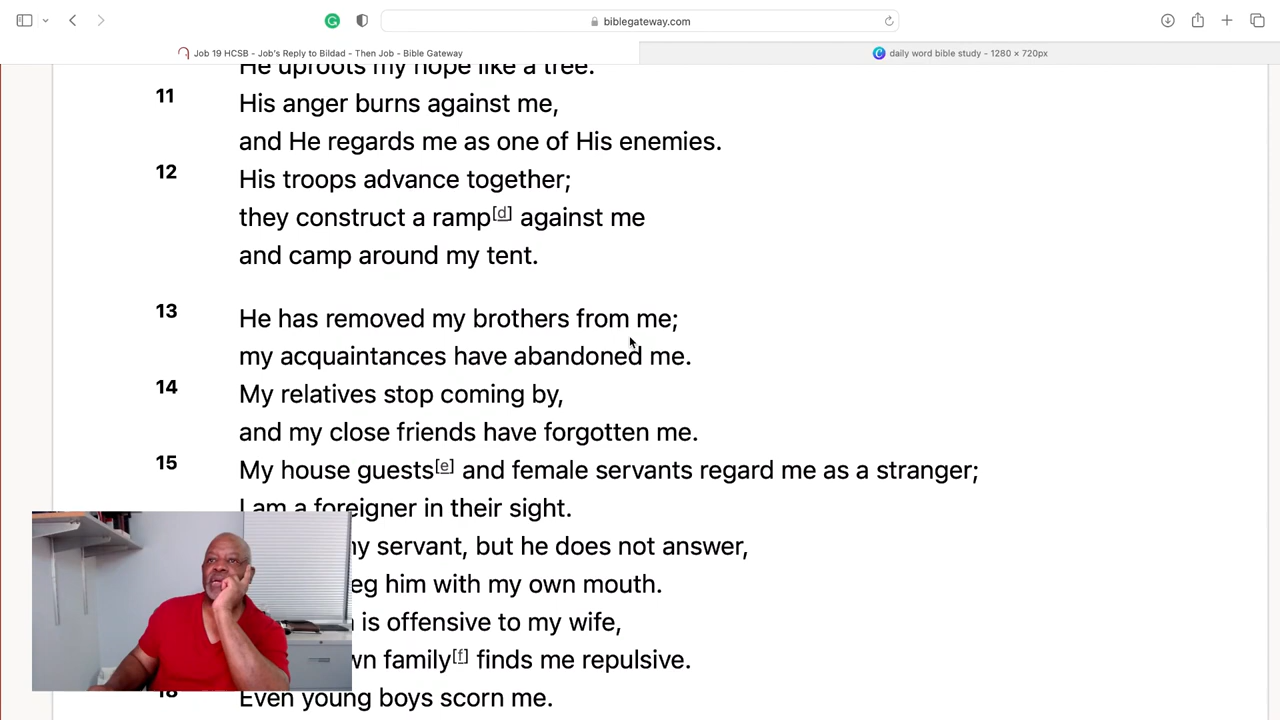 biblegateway.com
Job 19 HCSB - Job's Reply to Bildad - Then Job - Bible Gateway
daily word bible study - 1280 × 720px
He uproots my hope like a tree.
11 His anger burns against me,
and He regards me as one of His enemies.
12 His troops advance together;
they construct a ramp[d] against me
and camp around my tent.
13 He has removed my brothers from me;
my acquaintances have abandoned me.
14 My relatives stop coming by,
and my close friends have forgotten me.
15 My house guests[e] and female servants regard me as a stranger;
I am a foreigner in their sight.
my servant, but he does not answer,
him with my own mouth.
is offensive to my wife,
family[f] finds me repulsive.
18 Even young boys scorn me.